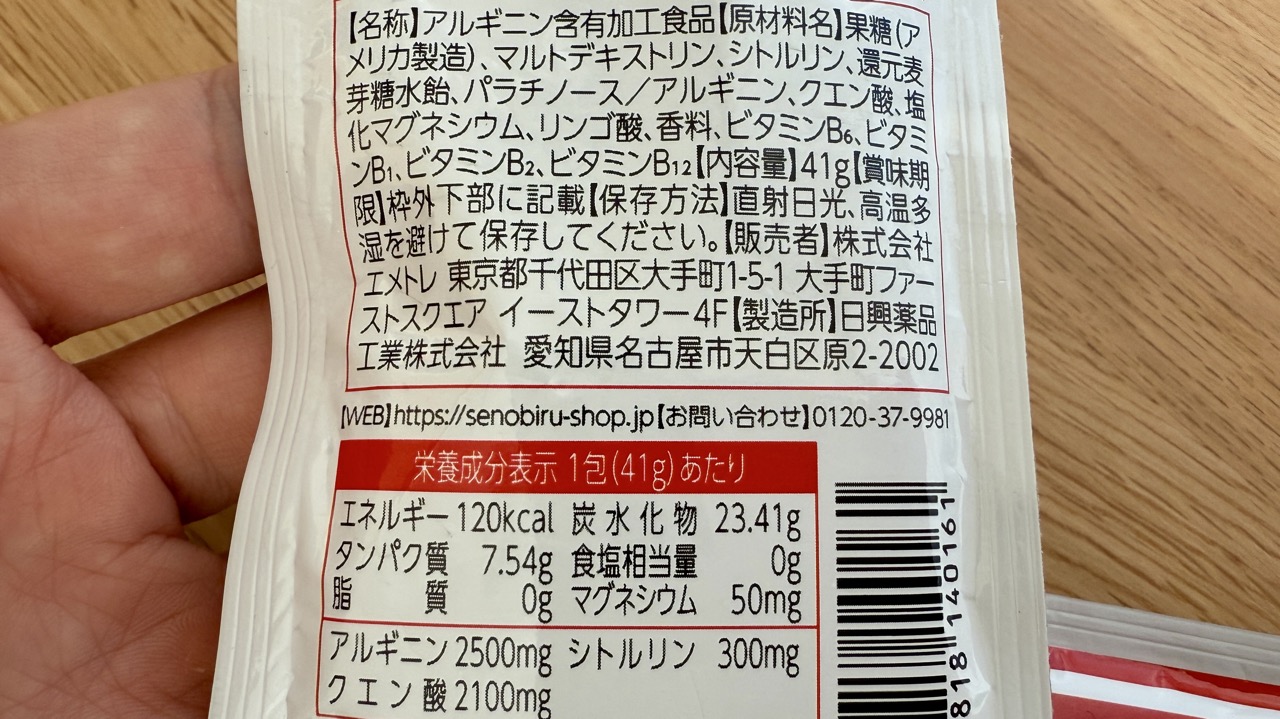 【名称】アルギニン含有加工食品【原材料名】果糖(ア
メリカ製造)、マルトデキストリン、シトルリン、還元麦
芽糖水飴、パラチノース/アルギニン、クエン酸、塩
化マグネシウム、リンゴ酸、香料、ビタミンB₆、ビタミ
ンB₁、ビタミンB₂、ビタミンB₁₂【内容量】41g【賞味期
限】枠外下部に記載【保存方法】直射日光、高温多
湿を避けて保存してください。【販売者】株式会社
エメトレ 東京都千代田区大手町1-5-1 大手町ファー
ストスクエア イーストタワー4F【製造所】日興薬品
工業株式会社 愛知県名古屋市天白区原2-2002
【WEB】https://senobiru-shop.jp【お問い合わせ】0120-37-9981
栄養成分表示 1包(41g)あたり
エネルギー 120kcal 炭水化物 23.41g
タンパク質 7.54g 食塩相当量 0g
脂質 0g マグネシウム 50mg
アルギニン 2500mg シトルリン 300mg
クエン酸 2100mg
818140161